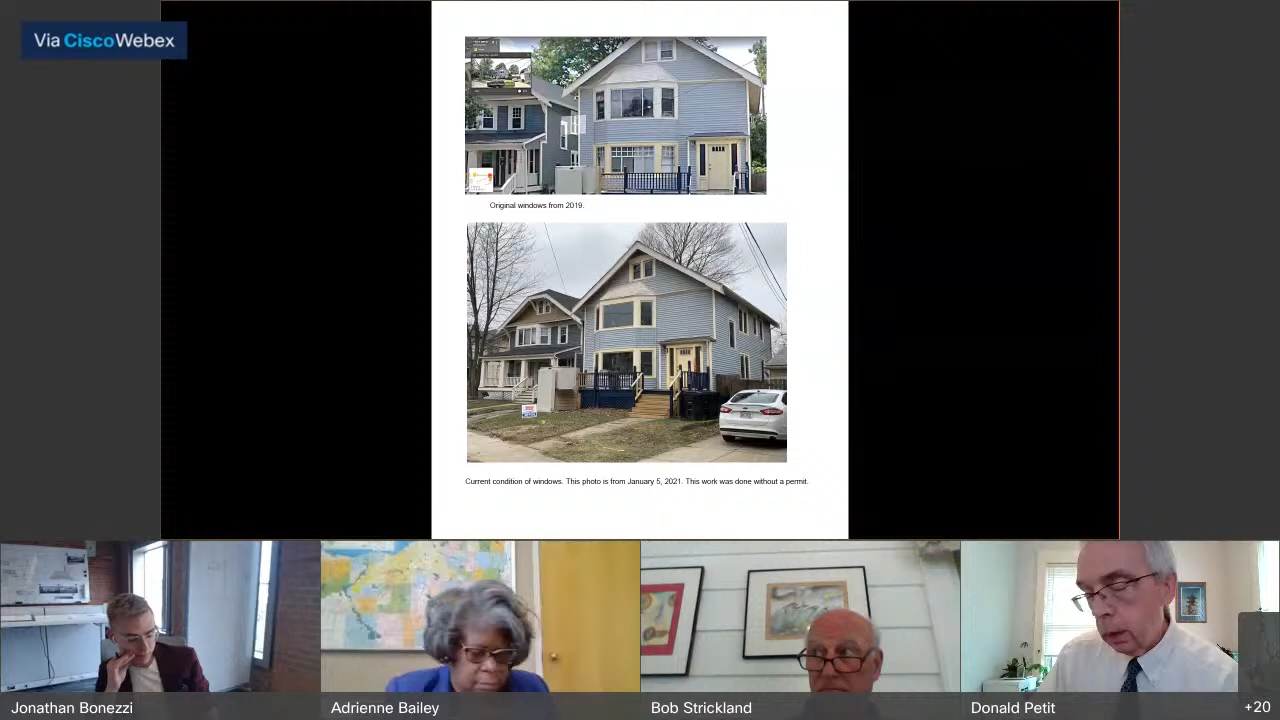 Via CiscoWebex
Original windows from 2019.
Current condition of windows. This photo is from January 5, 2021. This work was done without a permit.
Jonathan Bonezzi
Adrienne Bailey
Bob Strickland
Donald Petit
+20